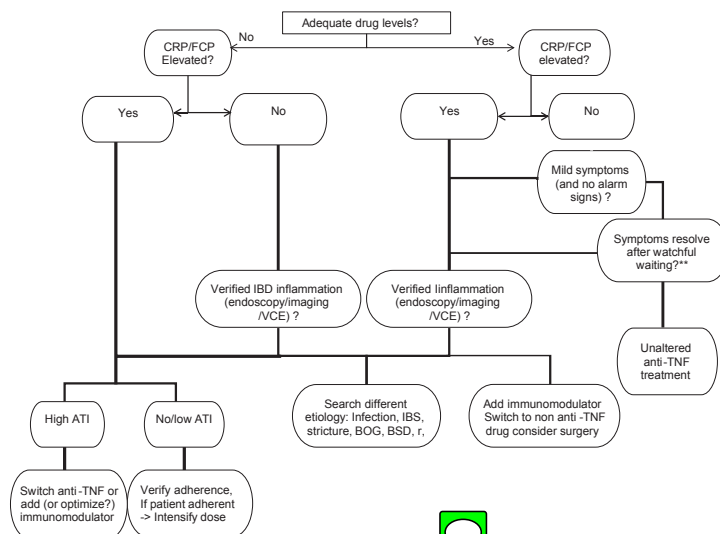 Adequate drug levels?
No
Yes
CRP/FCP
Elevated?
CRP/FCP
elevated?
Yes
No
Yes
No
Mild symptoms
(and no alarm
signs) ?
Symptoms resolve
after watchful
waiting?**
Verified IBD inflammation
(endoscopy/imaging
/VCE) ?
Verified Iinflammation
(endoscopy/imaging
/VCE) ?
Unaltered
anti-TNF
treatment
High ATI
No/low ATI
Search different
etiology: Infection, IBS,
stricture, BOG, BSD, r,
Add immunomodulator
Switch to non anti -TNF
drug consider surgery
Switch anti -TNF or
add (or optimize?)
immunomodulator
Verify adherence,
If patient adherent
-> Intensify dose